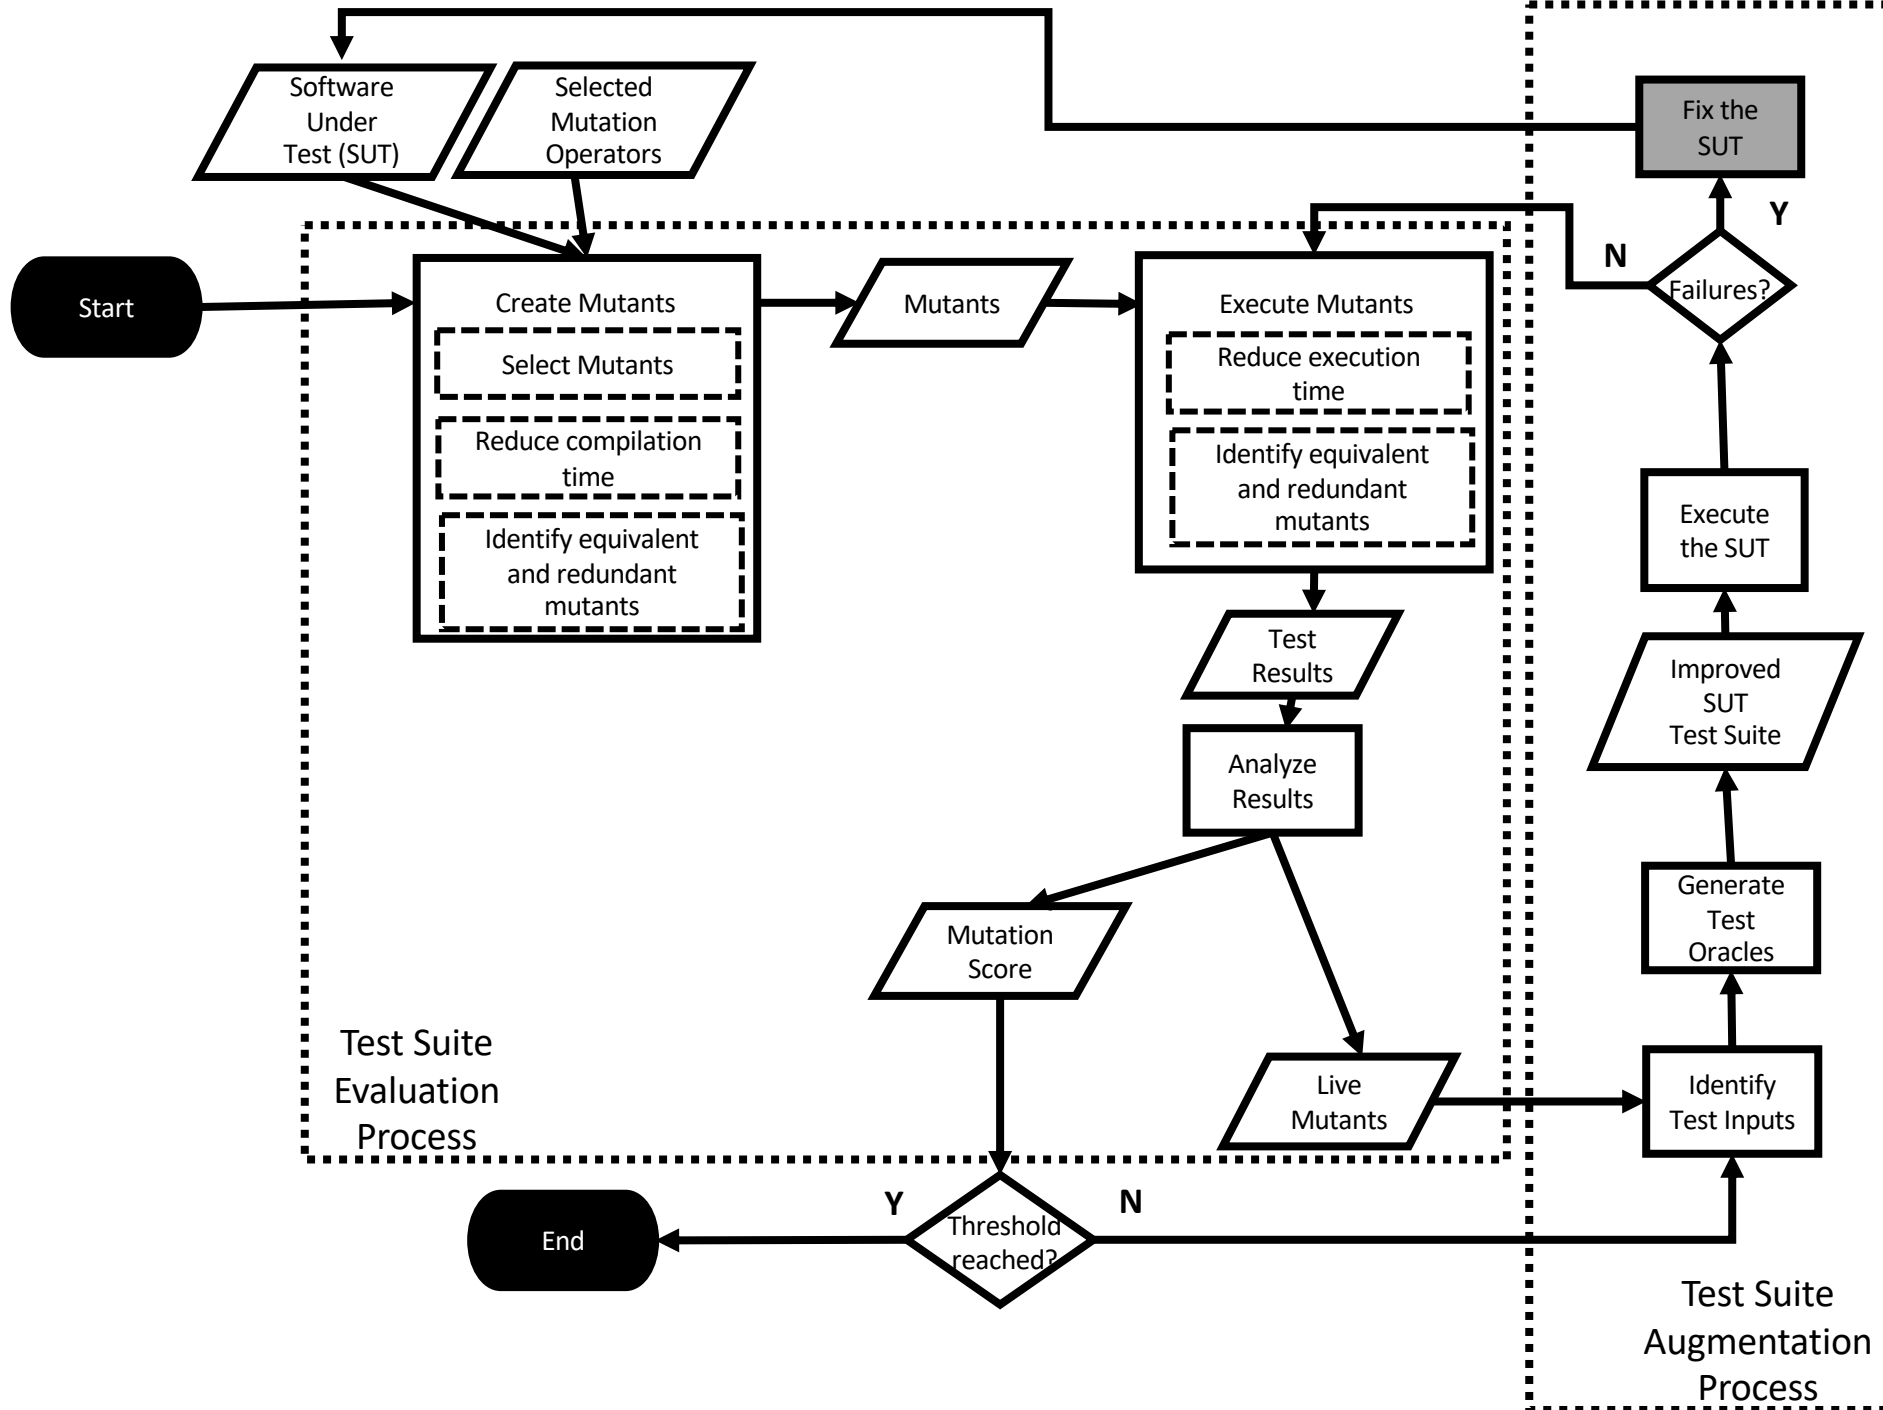 Software
Under
Test (SUT)
Selected
Mutation
Operators
Fix the
SUT
Y
N
Failures?
Start
Create Mutants
Select Mutants
Reduce compilation
time
Identify equivalent
and redundant
mutants
Mutants
Execute Mutants
Reduce execution
time
Identify equivalent
and redundant
mutants
Execute
the SUT
Test
Results
Improved
SUT
Test Suite
Analyze
Results
Generate
Test
Oracles
Mutation
Score
Test Suite
Evaluation
Process
Live
Mutants
Identify
Test Inputs
Y
N
Threshold
reached?
End
Test Suite
Augmentation
Process